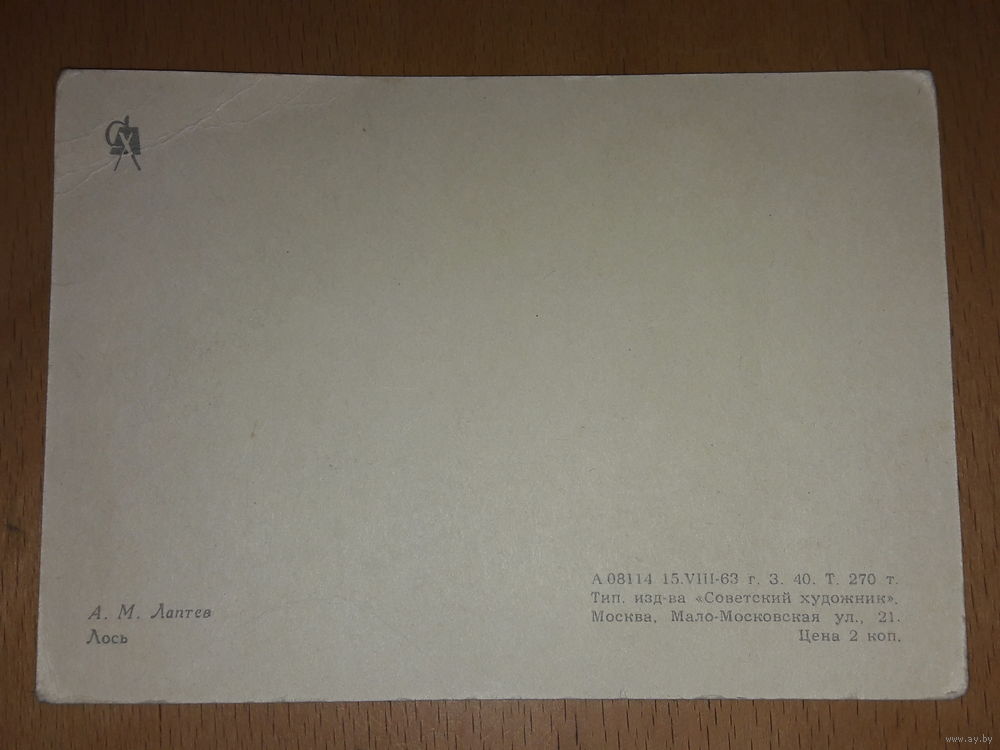 СХ
А. М. Лаптев
Лось
А 08114 15.VIII-63 г. З. 40. Т. 270 т.
Тип. изд-ва «Советский художник».
Москва, Мало-Московская ул., 21.
Цена 2 коп.
www.ay.by